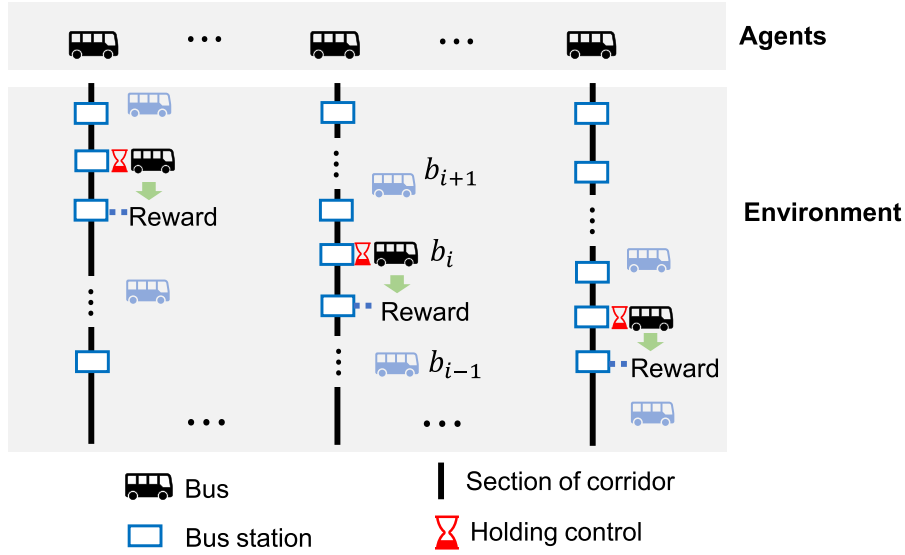 ... ...
Agents
Reward
b_{i+1}
Environment
b_i
Reward
b_{i-1}
Reward
... ...
Bus
Section of corridor
Bus station
Holding control